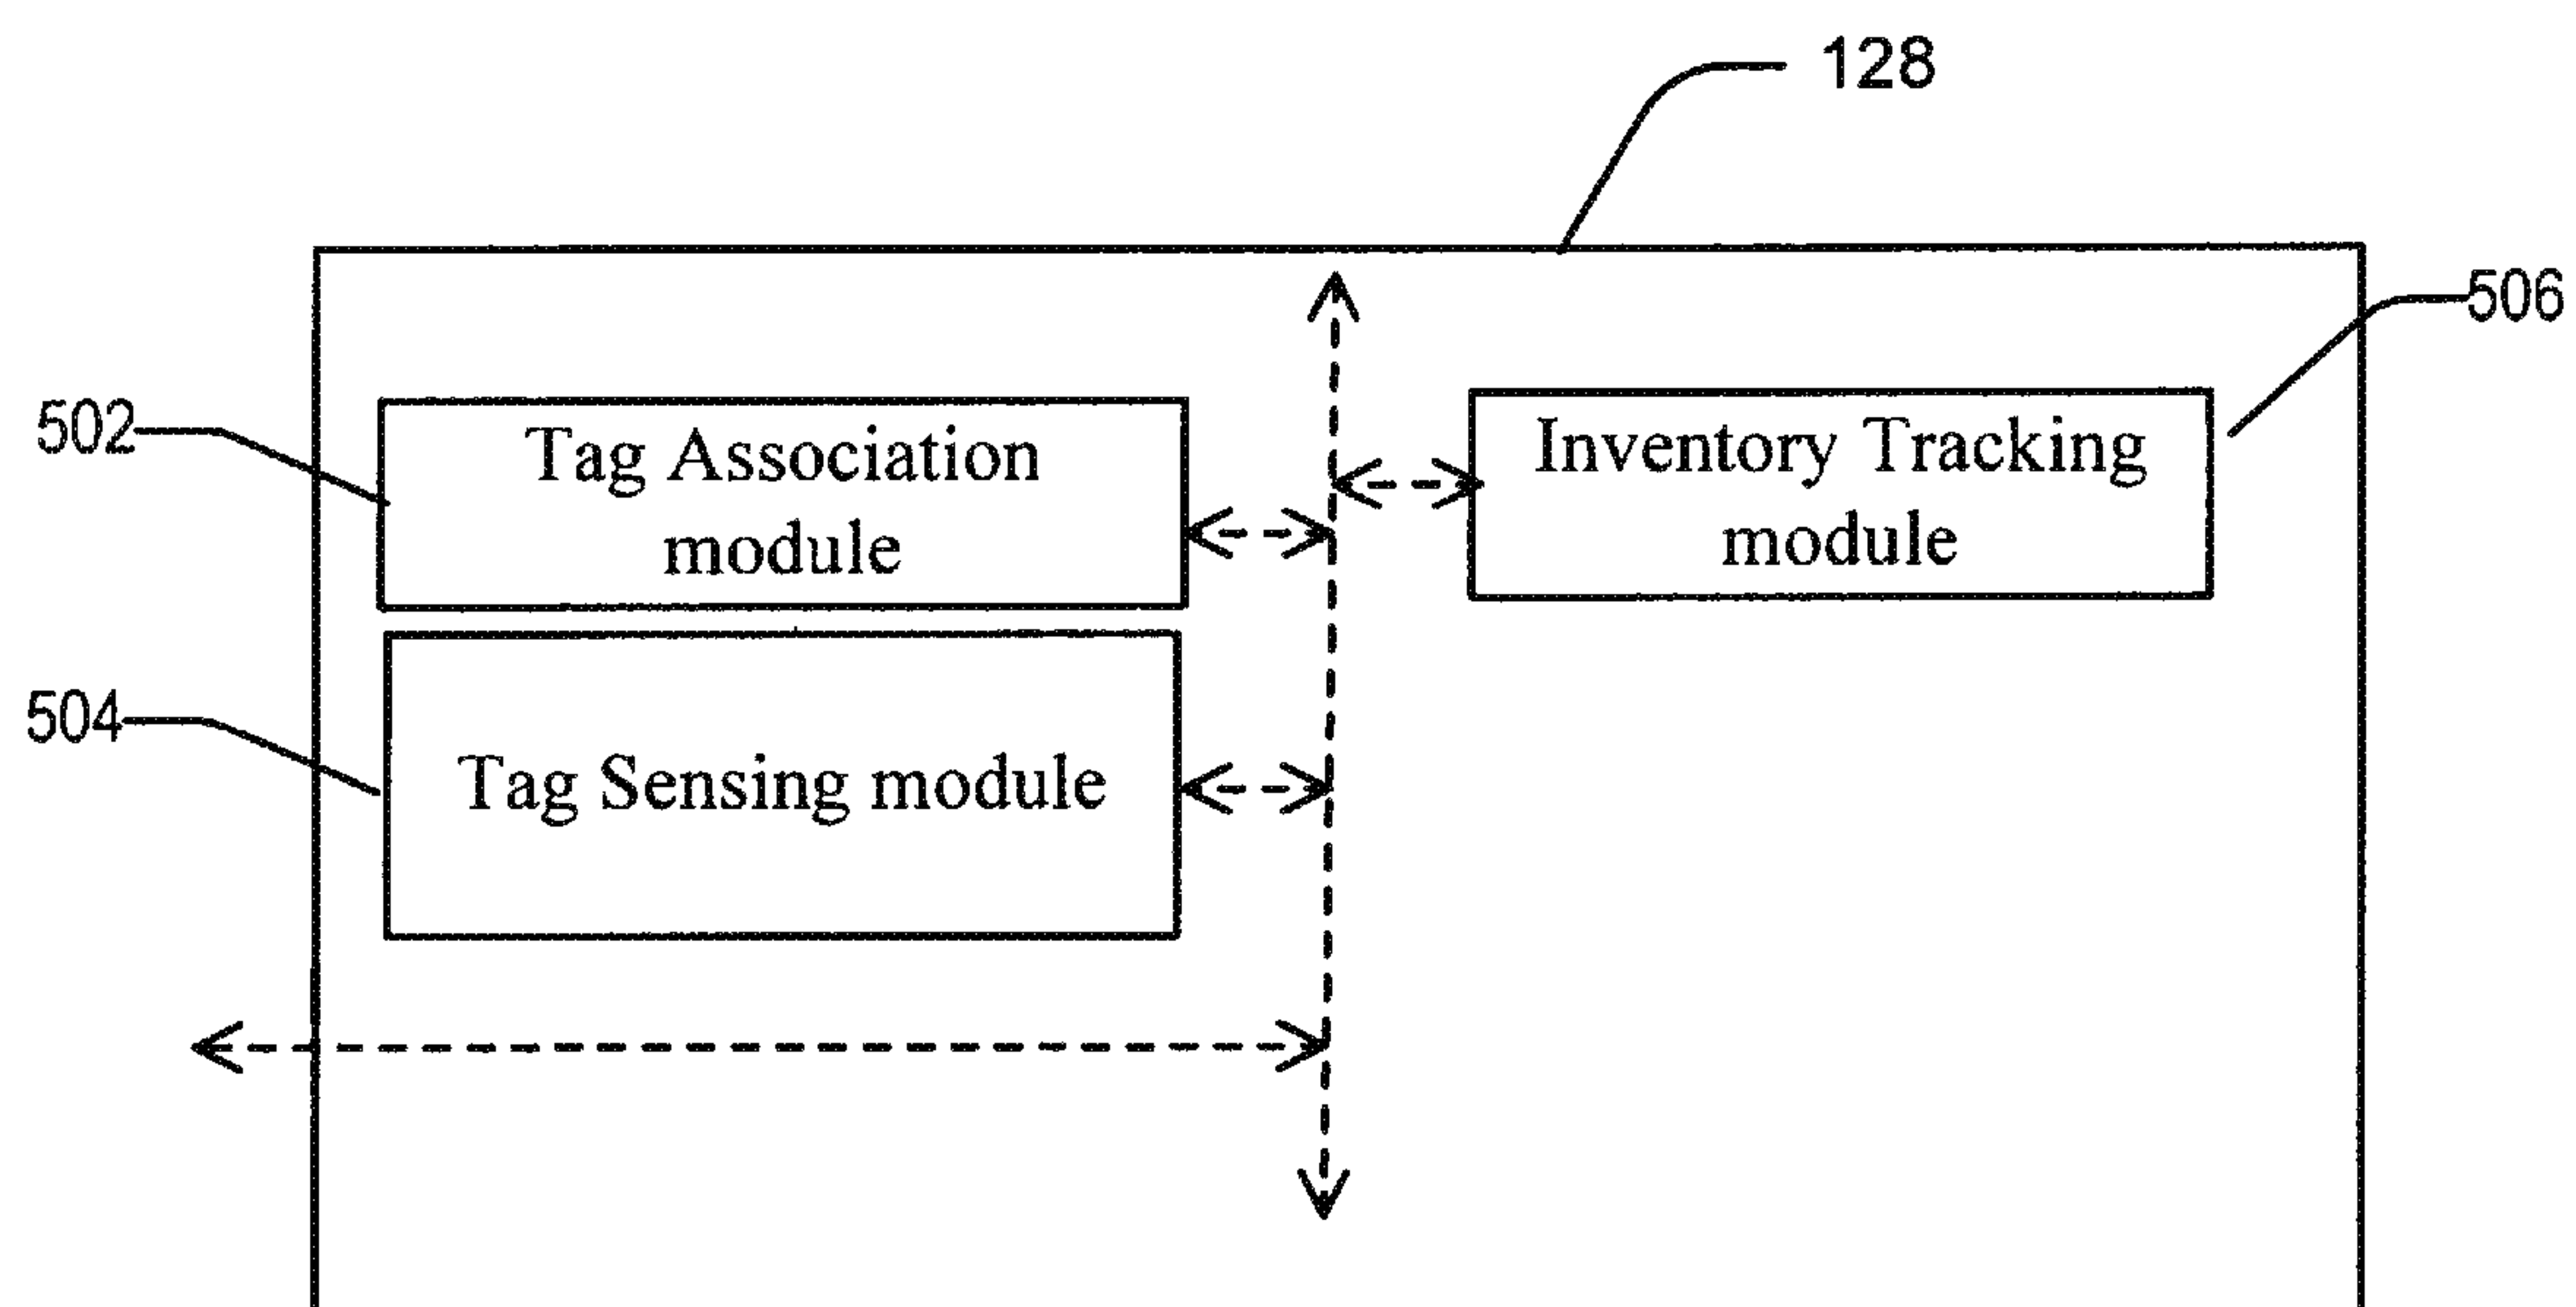 128
506
502
Tag Association
module
Inventory Tracking
module
504
Tag Sensing module